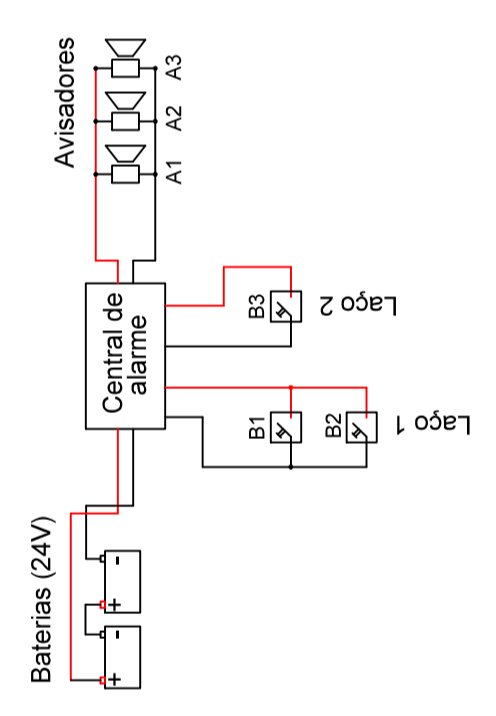 Baterias (24V)
+
-
+
-
Central de
alarme
Avisadores
A1
A2
A3
B1
B2
Laço 1
B3
Laço 2